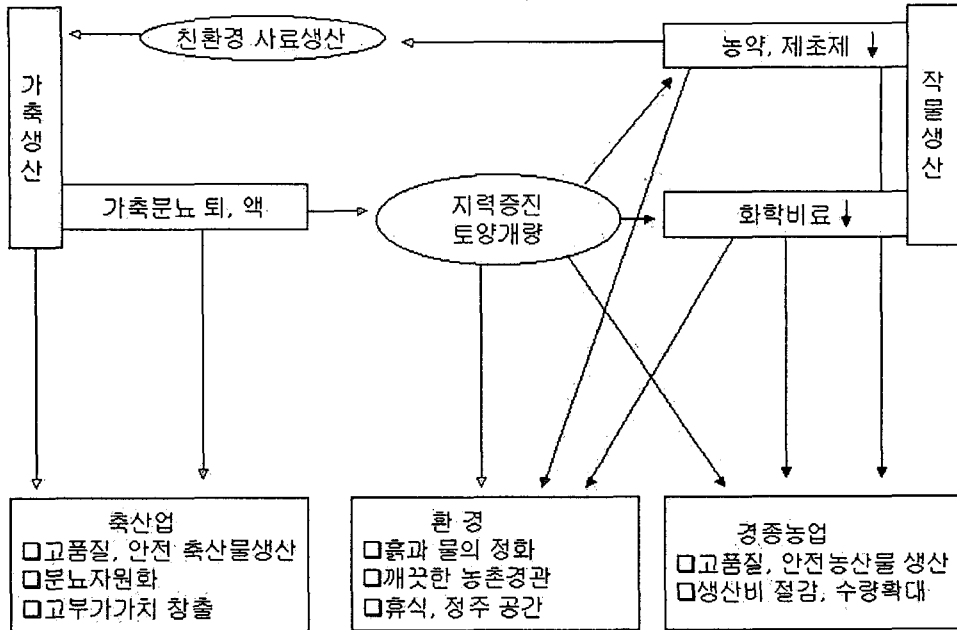 친환경 사료생산
농약, 제초제 ↓
가축생산
작물생산
가축분뇨 퇴, 액
지력증진
토양개량
화학비료 ↓
축산업
❑고품질, 안전 축산물생산
❑분뇨자원화
❑고부가가치 창출
환 경
❑흙과 물의 정화
❑깨끗한 농촌경관
❑휴식, 정주 공간
경종농업
❑고품질, 안전농산물 생산
❑생산비 절감, 수량확대